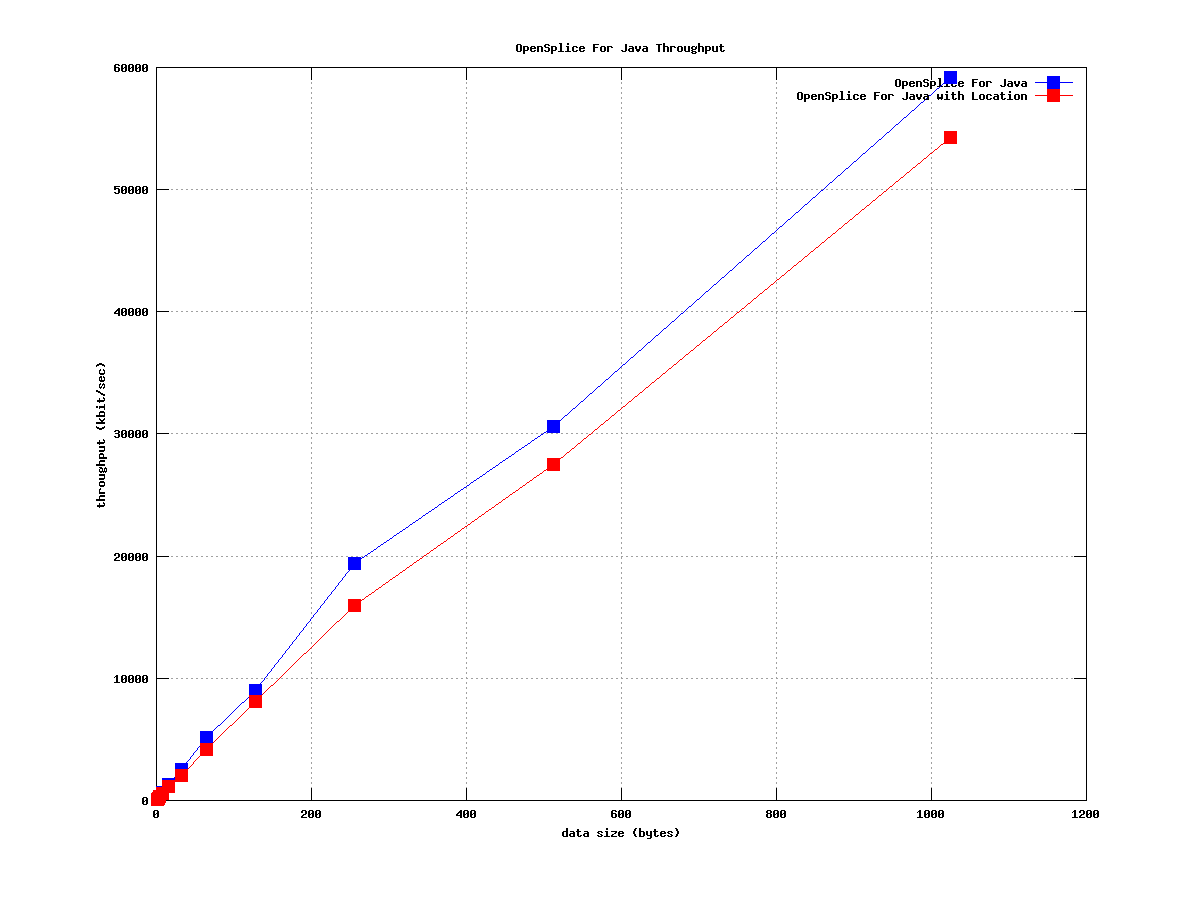 OpenSplice For Java Throughput
60000
50000
40000
30000
20000
10000
0
throughput (kbit/sec)
OpenSplice For Java
OpenSplice For Java with Location
0 200 400 600 800 1000 1200
data size (bytes)